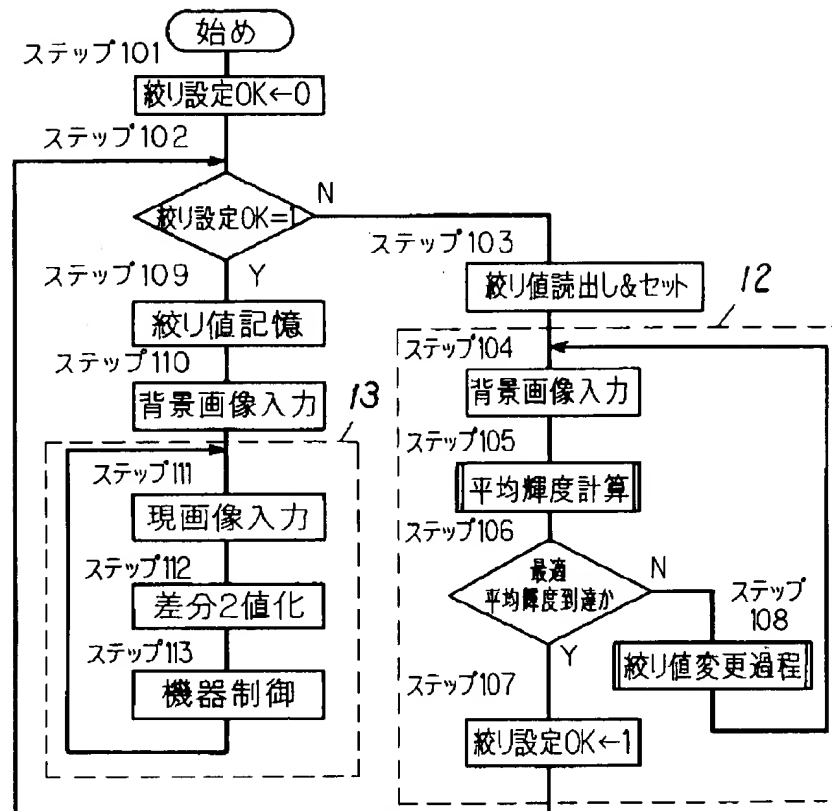 始め
ステップ101
絞り設定OK←0
ステップ102
絞り設定OK=1
N
Y
ステップ103
絞り値読出し&セット
12
ステップ109
絞り値記憶
ステップ110
背景画像入力
13
ステップ111
現画像入力
ステップ112
差分2値化
ステップ113
機器制御
ステップ104
背景画像入力
ステップ105
平均輝度計算
ステップ106
最適
平均輝度到達か
N
Y
ステップ
108
絞り値変更過程
ステップ107
絞り設定OK←1